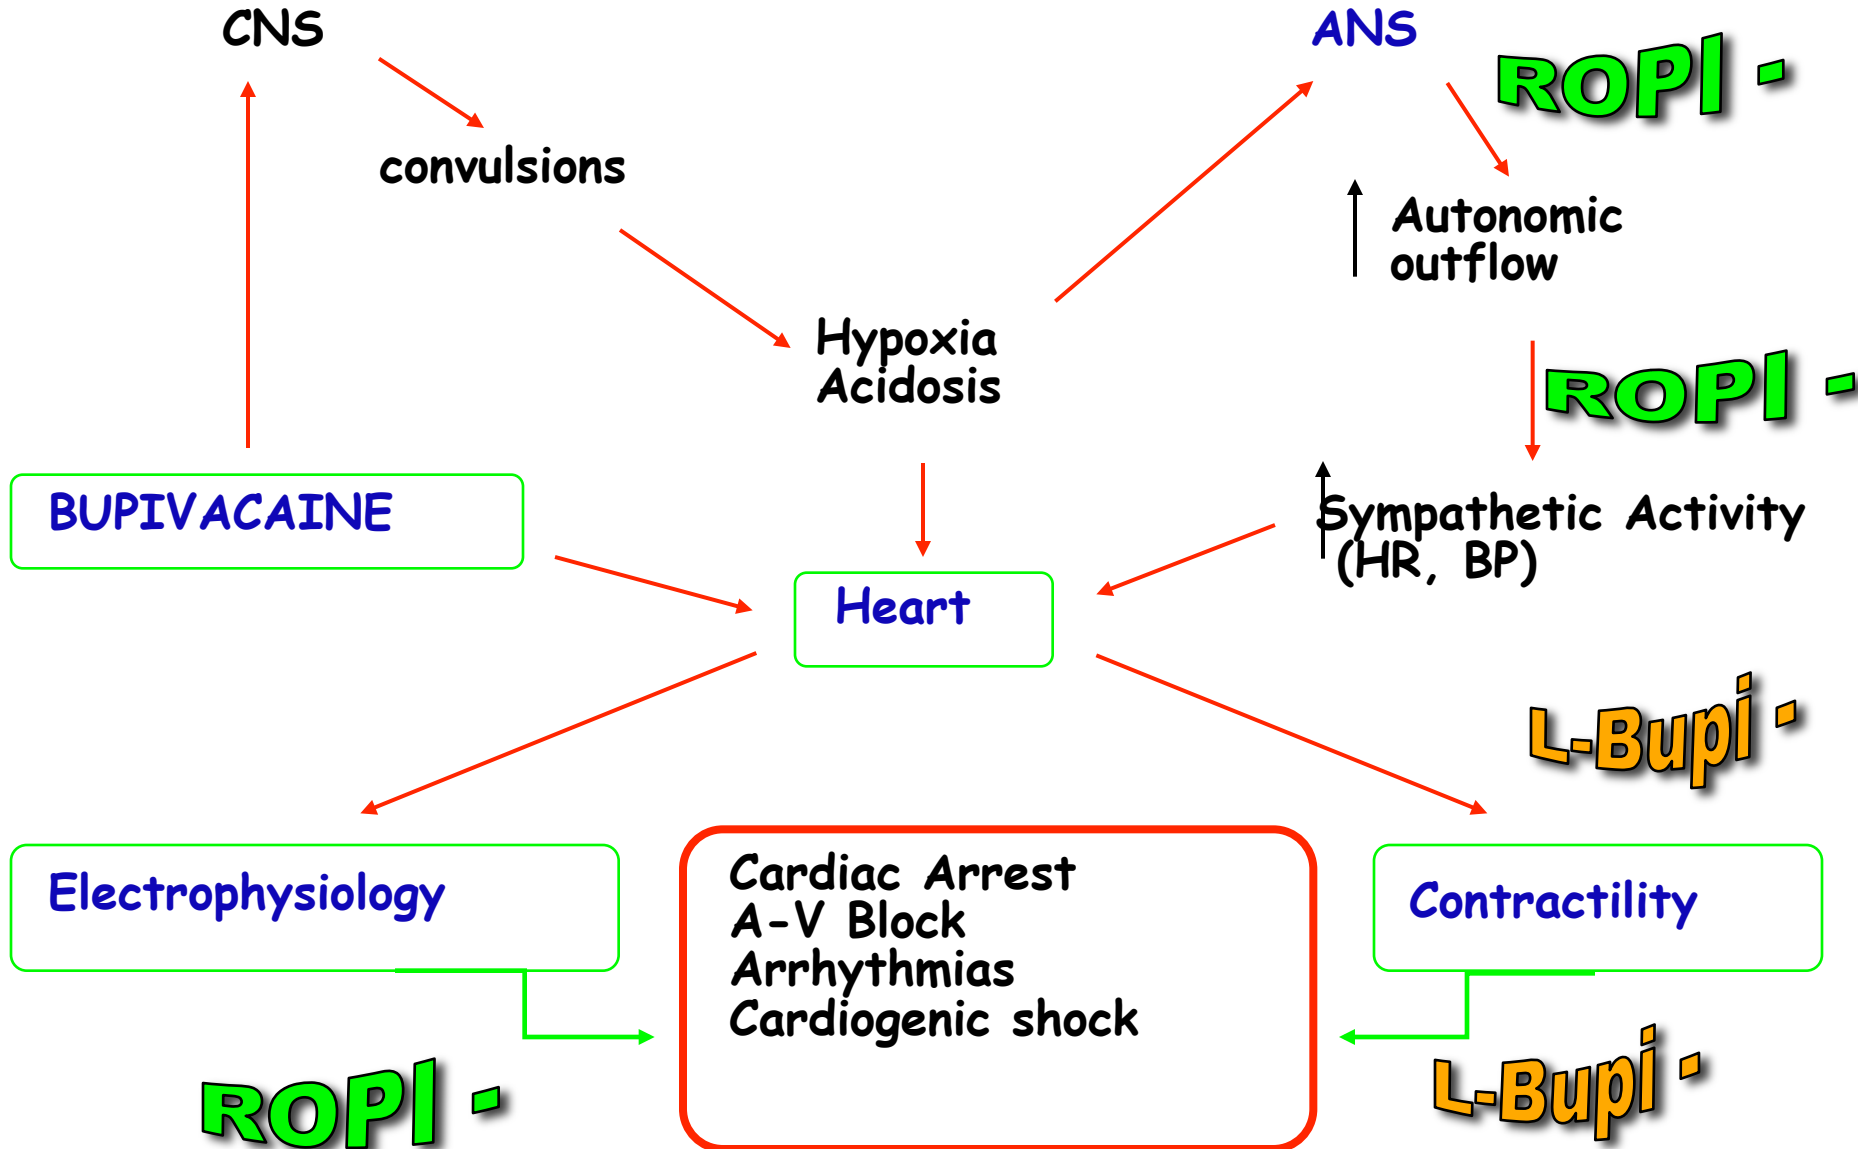 CNS
ANS
ROPI -
convulsions
Autonomic
outflow
Hypoxia
Acidosis
ROPI -
BUPIVACAINE
Sympathetic Activity
(HR, BP)
Heart
L-Bupi -
Electrophysiology
Cardiac Arrest
A-V Block
Arrhythmias
Cardiogenic shock
Contractility
ROPI -
L-Bupi -